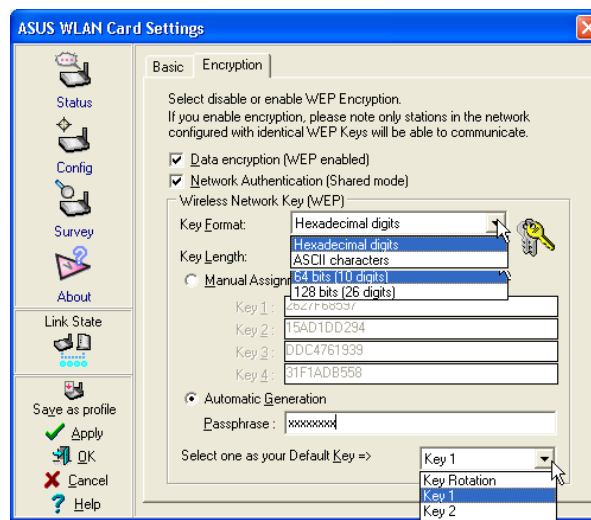 ASUS WLAN Card Settings
Status
Config
Survey
About
Link State
Save as profile
Apply
OK
Cancel
Help
Basic
Encryption
Select disable or enable WEP Encryption.
If you enable encryption, please note only stations in the network
configured with identical WEP Keys will be able to communicate.
Data encryption (WEP enabled)
Network Authentication (Shared mode)
Wireless Network Key (WEP)
Key Format: Hexadecimal digits
Hexadecimal digits
ASCII characters
Key Length:
64 bits (10 digits)
128 bits (26 digits)
Manual Assign
Key 1 : 2627F68597
Key 2 : 15AD1DD294
Key 3 : DDC4761939
Key 4 : 31F1ADB558
Automatic Generation
Passphrase : xxxxxxxx
Select one as your Default Key => Key 1
Key Rotation
Key 1
Key 2